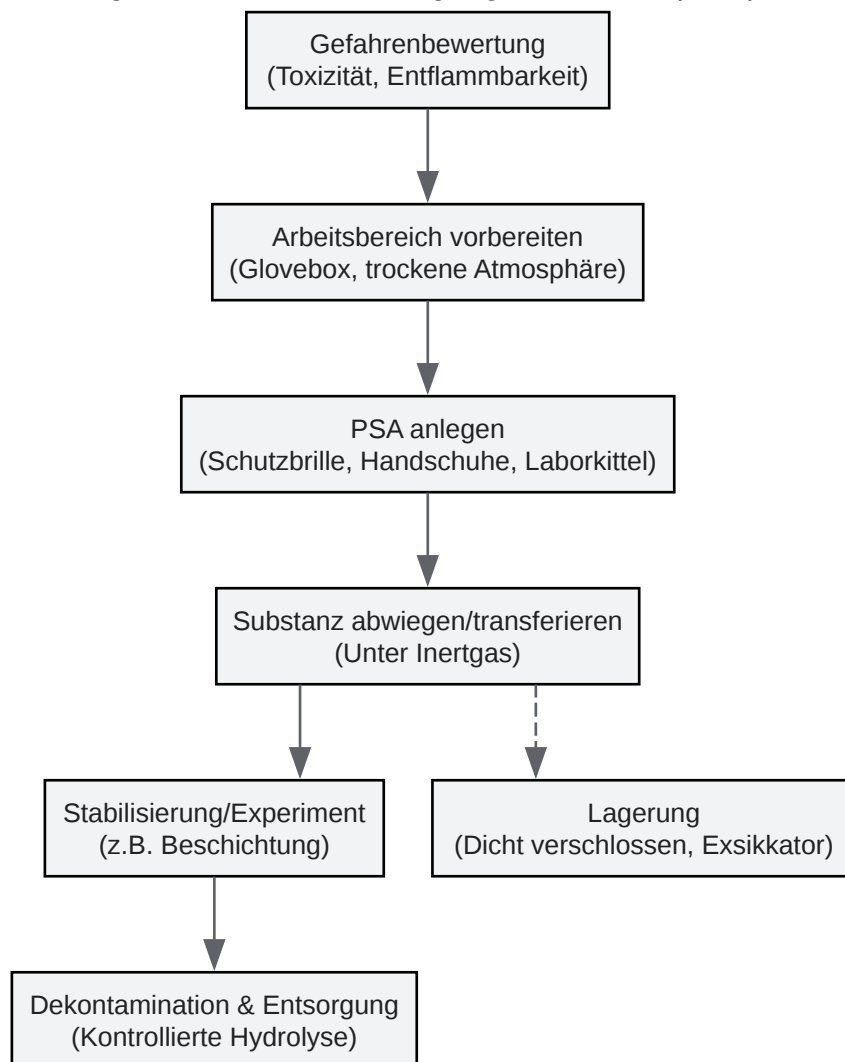 Gefahrenbewertung
(Toxizität, Entflammbarkeit)
Arbeitsbereich vorbereiten
(Glovebox, trockene Atmosphäre)
PSA anlegen
(Schutzbrille, Handschuhe, Laborkittel)
Substanz abwiegen/transferieren
(Unter Inertgas)
Stabilisierung/Experiment
(z.B. Beschichtung)
Lagerung
(Dicht verschlossen, Exsikkator)
Dekontamination & Entsorgung
(Kontrollierte Hydrolyse)